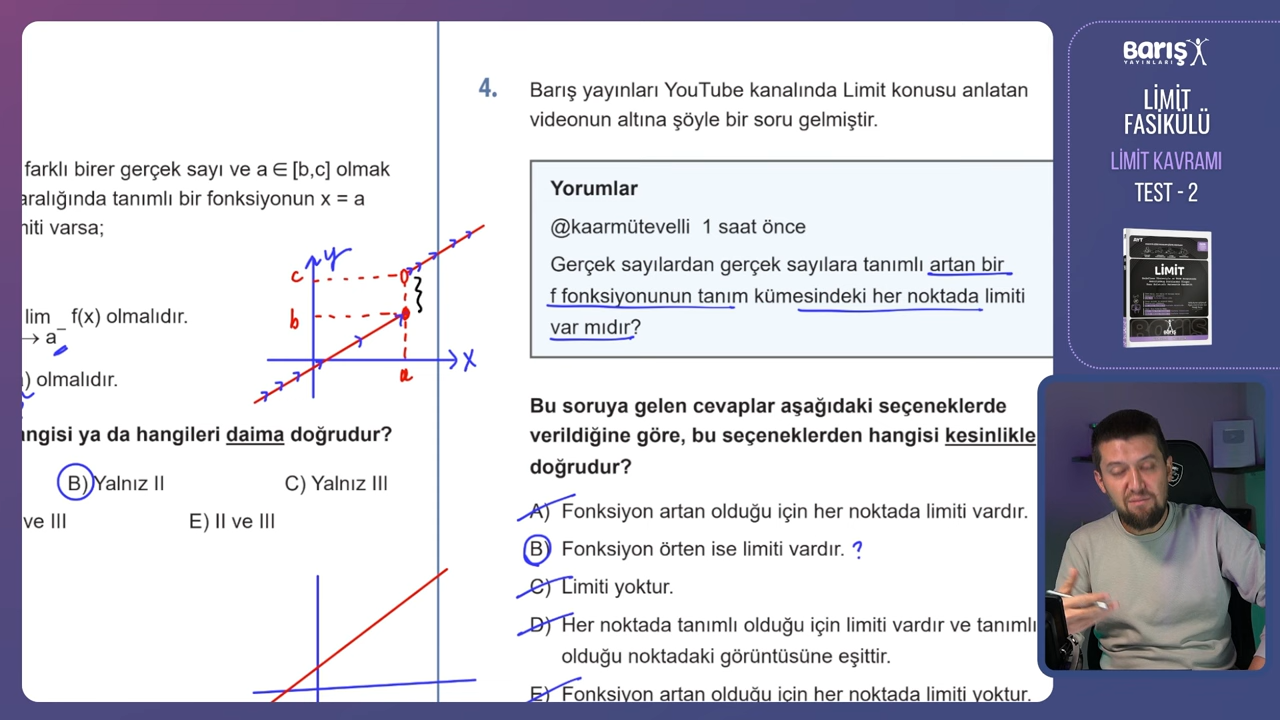 farklı birer gerçek sayı ve a ∈ [b,c] olmak
aralığında tanımlı bir fonksiyonun x = a
varsa;
y
c
b
a
x
lim f(x) olmalıdır.
→ a⁻
) olmalıdır.
ya da hangileri daima doğrudur?
B) Yalnız II
C) Yalnız III
ve III
E) II ve III
4.
Barış yayınları YouTube kanalında Limit konusu anlatan
videonun altına şöyle bir soru gelmiştir.
Yorumlar
@kaarmütevelli 1 saat önce
Gerçek sayılardan gerçek sayılara tanımlı artan bir
f fonksiyonunun tanım kümesindeki her noktada limiti
var mıdır?
Bu soruya gelen cevaplar aşağıdaki seçeneklerde
verildiğine göre, bu seçeneklerden hangisi kesinlikle
doğrudur?
A) Fonksiyon artan olduğu için her noktada limiti vardır.
B) Fonksiyon örten ise limiti vardır. ?
C) Limiti yoktur.
D) Her noktada tanımlı olduğu için limiti vardır ve tanımlı
olduğu noktadaki görüntüsüne eşittir.
E) Fonksiyon artan olduğu için her noktada limiti yoktur.
Barış
YAYINLARI
LİMİT
FASİKÜLÜ
LİMİT KAVRAMI
TEST - 2
AYT
LİMİT
Barış